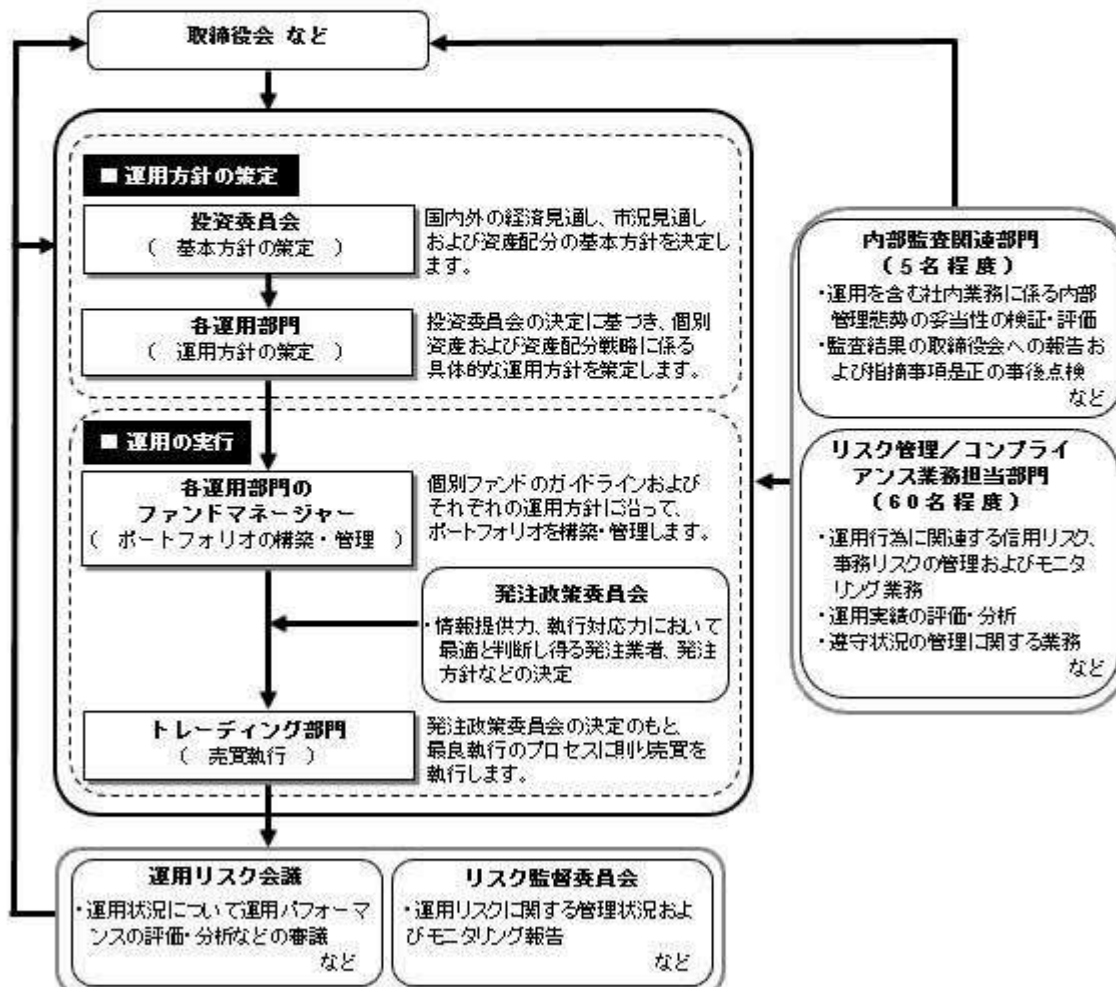 取締役会 など
■ 運用方針の策定
投資委員会
（ 基本方針の策定 ）
国内外の経済見通し、市況見通し
および資産配分の基本方針を決定し
ます。
各運用部門
（ 運用方針の策定 ）
投資委員会の決定に基づき、個別
資産および資産配分戦略に係る
具体的な運用方針を策定します。
■ 運用の実行
各運用部門の
ファンドマネージャー
（ ポートフォリオの構築・管理 ）
個別ファンドのガイドラインおよび
それぞれの運用方針に沿って、
ポートフォリオを構築・管理します。
発注政策委員会
・情報提供力、執行対応力において
最適と判断し得る発注業者、発注
方針などの決定
トレーディング部門
（ 売買執行 ）
発注政策委員会の決定のもと、
最良執行のプロセスに則り売買を
執行します。
内部監査関連部門
（５名程度）
・運用を含む社内業務に係る内部
管理態勢の妥当性の検証・評価
・監査結果の取締役会への報告お
よび指摘事項是正の事後点検
など
リスク管理／コンプライ
アンス業務担当部門
（６０名程度）
・運用行為に関連する信用リスク、
事務リスクの管理およびモニタ
リング業務
・運用実績の評価・分析
・遵守状況の管理に関する業務
など
運用リスク会議
・運用状況について運用パフォーマ
ンスの評価・分析などの審議
など
リスク監督委員会
・運用リスクに関する管理状況およ
びモニタリング報告
など